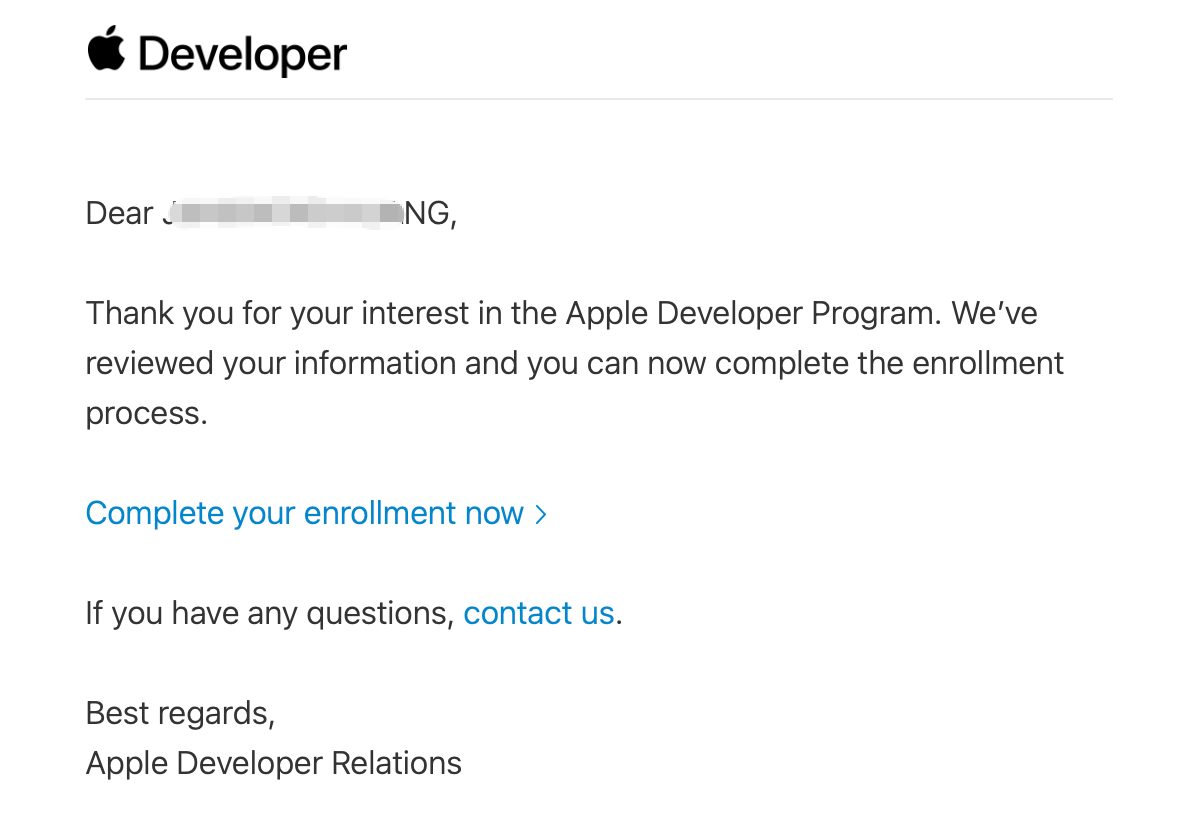 Developer
Dear
Thank you for your interest in the Apple Developer Program. We’ve
reviewed your information and you can now complete the enrollment
process.
Complete your enrollment now >
If you have any questions, contact us.
Best regards,
Apple Developer Relations